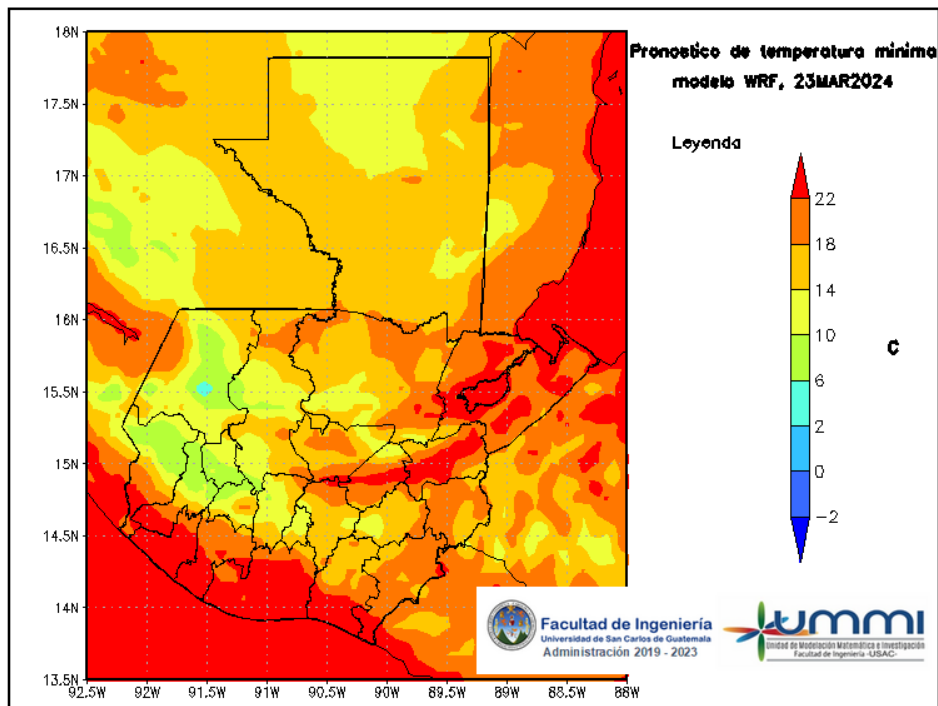 Pronostico de temperatura minima
modelo WRF, 23MAR2024
Leyenda
22
18
14
10
6
2
0
−2
C
18N
17.5N
17N
16.5N
16N
15.5N
15N
14.5N
14N
13.5N
92.5W 92W 91.5W 91W 90.5W 90W 89.5W 89W 88.5W 88W
Facultad de Ingeniería
Universidad de San Carlos de Guatemala
Administración 2019 - 2023
ummi
Unidad de Modelación Matemática e Investigación
Facultad de Ingeniería -USAC-